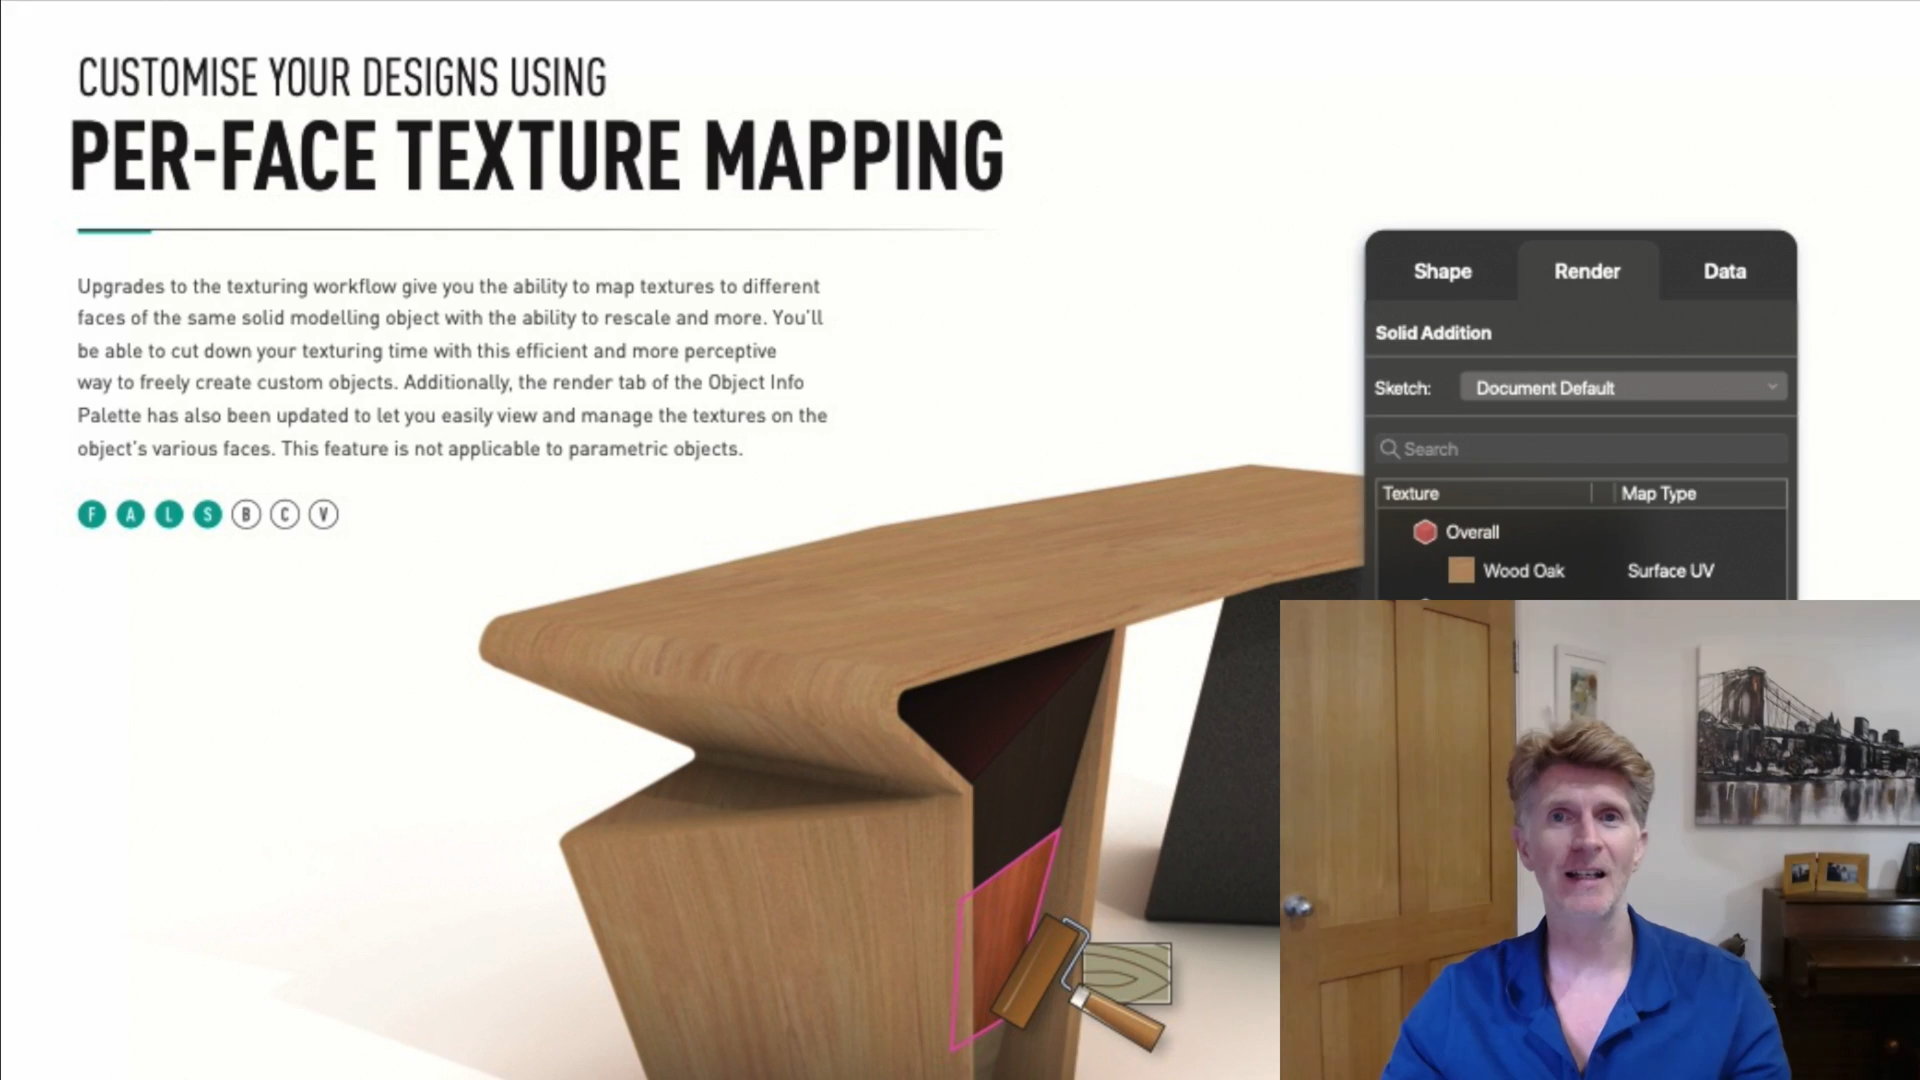 CUSTOMISE YOUR DESIGNS USING
PER-FACE TEXTURE MAPPING
Upgrades to the texturing workflow give you the ability to map textures to different
faces of the same solid modelling object with the ability to rescale and more. You'll
be able to cut down your texturing time with this efficient and more perceptive
way to freely create custom objects. Additionally, the render tab of the Object Info
Palette has also been updated to let you easily view and manage the textures on the
object's various faces. This feature is not applicable to parametric objects.
F A L S B C V
Shape Render Data
Solid Addition
Sketch: Document Default
Search
Texture Map Type
Overall
Wood Oak Surface UV